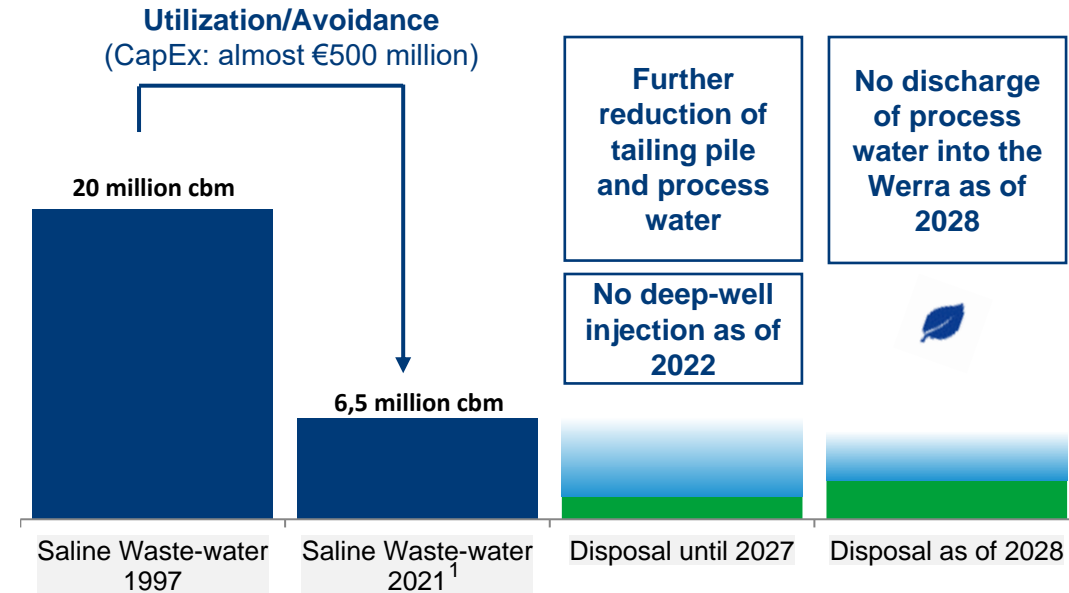 Utilization/Avoidance
(CapEx: almost €500 million)
20 million cbm
6,5 million cbm
Further
reduction of
tailing pile
and process
water
No deep-well
injection as of
2022
No discharge
of process
water into the
Werra as of
2028
Saline Waste-water
1997
Saline Waste-water
2021¹
Disposal until 2027
Disposal as of 2028